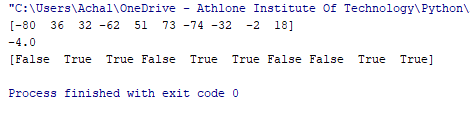 "C:\Users\Achal\OneDrive - Athlone Institute Of Technology\Python\
[-80  36  32 -62  51  73 -74 -32  -2  18]
-4.0
[False  True  True False  True  True False False  True  True]
Process finished with exit code 0